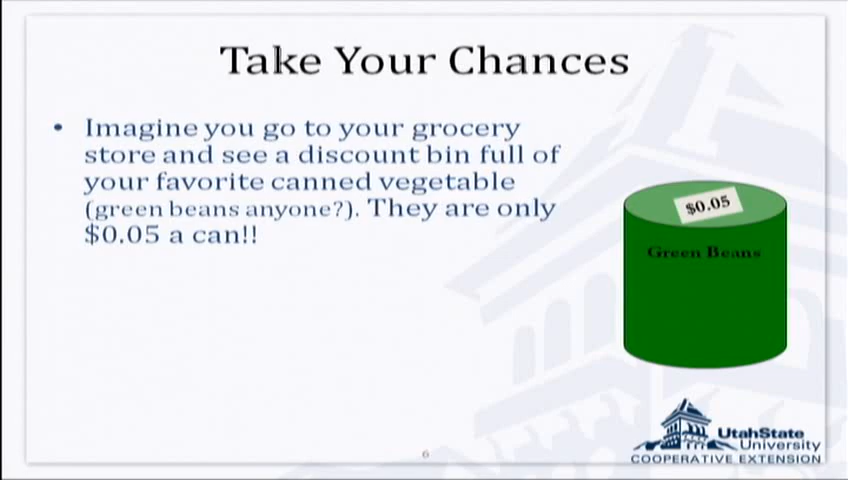 Take Your Chances
• Imagine you go to your grocery
store and see a discount bin full of
your favorite canned vegetable
(green beans anyone?). They are only
$0.05 a can!!
$0.05
Green Beans
UtahState
University
COOPERATIVE EXTENSION
6